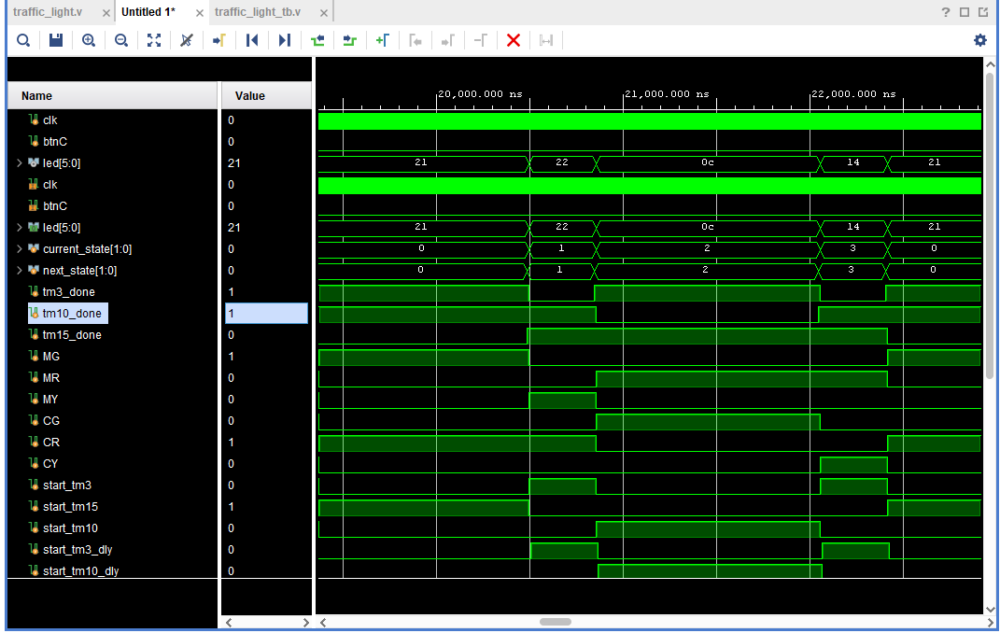 traffic_light.v × Untitled 1* × traffic_light_tb.v × ?
Name Value
20,000.000 ns 21,000.000 ns 22,000.000 ns
clk 0
btnC 0
led[5:0] 21 21 22 0c 14 21
clk 0
btnC 0
led[5:0] 21 21 22 0c 14 21
current_state[1:0] 0 0 1 2 3 0
next_state[1:0] 0 0 1 2 3 0
tm3_done 1
tm10_done 1
tm15_done 0
MG 1
MR 0
MY 0
CG 0
CR 1
CY 0
start_tm3 0
start_tm15 1
start_tm10 0
start_tm3_dly 0
start_tm10_dly 0